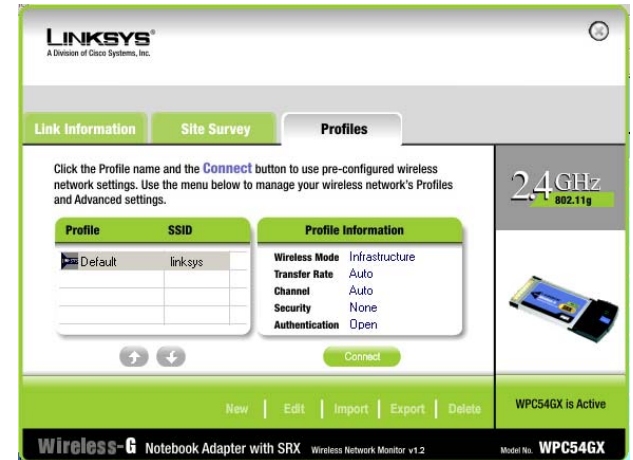 LINKSYS®
A Division of Cisco Systems, Inc.
Link Information
Site Survey
Profiles
Click the Profile name and the Connect button to use pre-configured wireless
network settings. Use the menu below to manage your wireless network's Profiles
and Advanced settings.
Profile SSID
Default linksys
Profile Information
Wireless Mode Infrastructure
Transfer Rate Auto
Channel Auto
Security None
Authentication Open
Connect
2.4GHz
802.11g
New | Edit | Import | Export | Delete
WPC54GX is Active
Wireless-G Notebook Adapter with SRX Wireless Network Monitor v1.2
Model No. WPC54GX